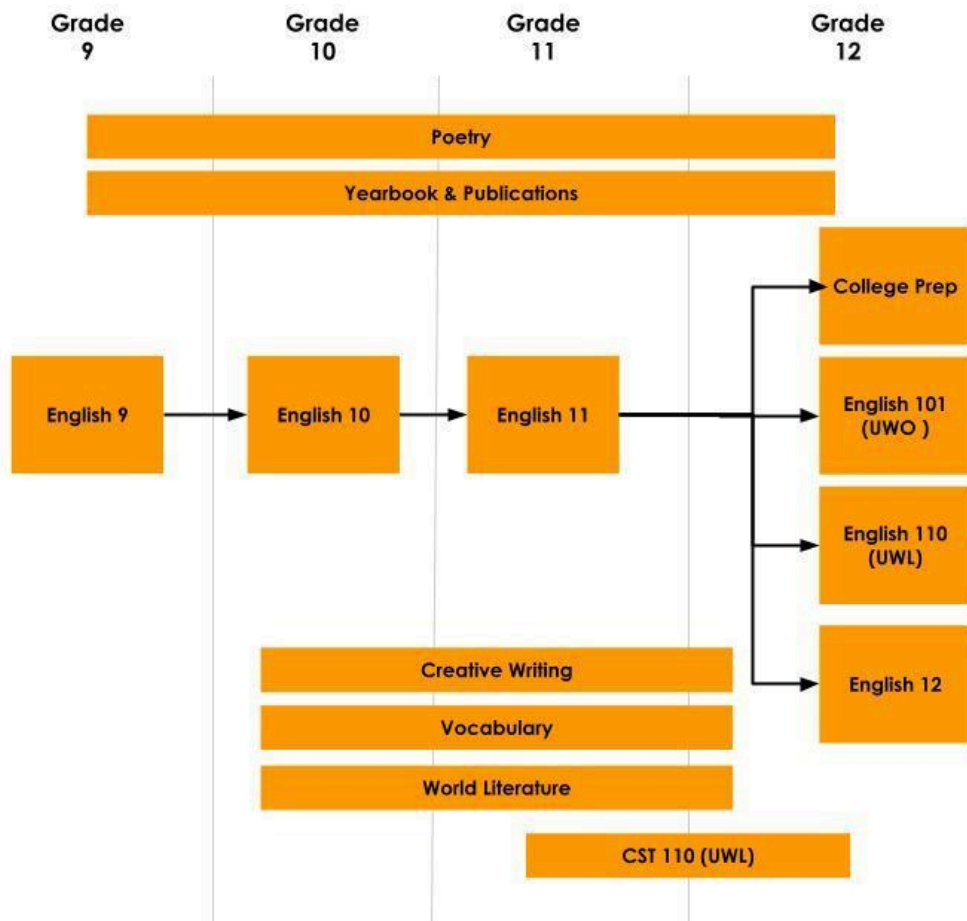 Grade
9
Grade
10
Grade
11
Grade
12
Poetry
Yearbook & Publications
College Prep
English 9
English 10
English 11
English 101
(UWO )
English 110
(UWL)
Creative Writing
English 12
Vocabulary
World Literature
CST 110 (UWL)